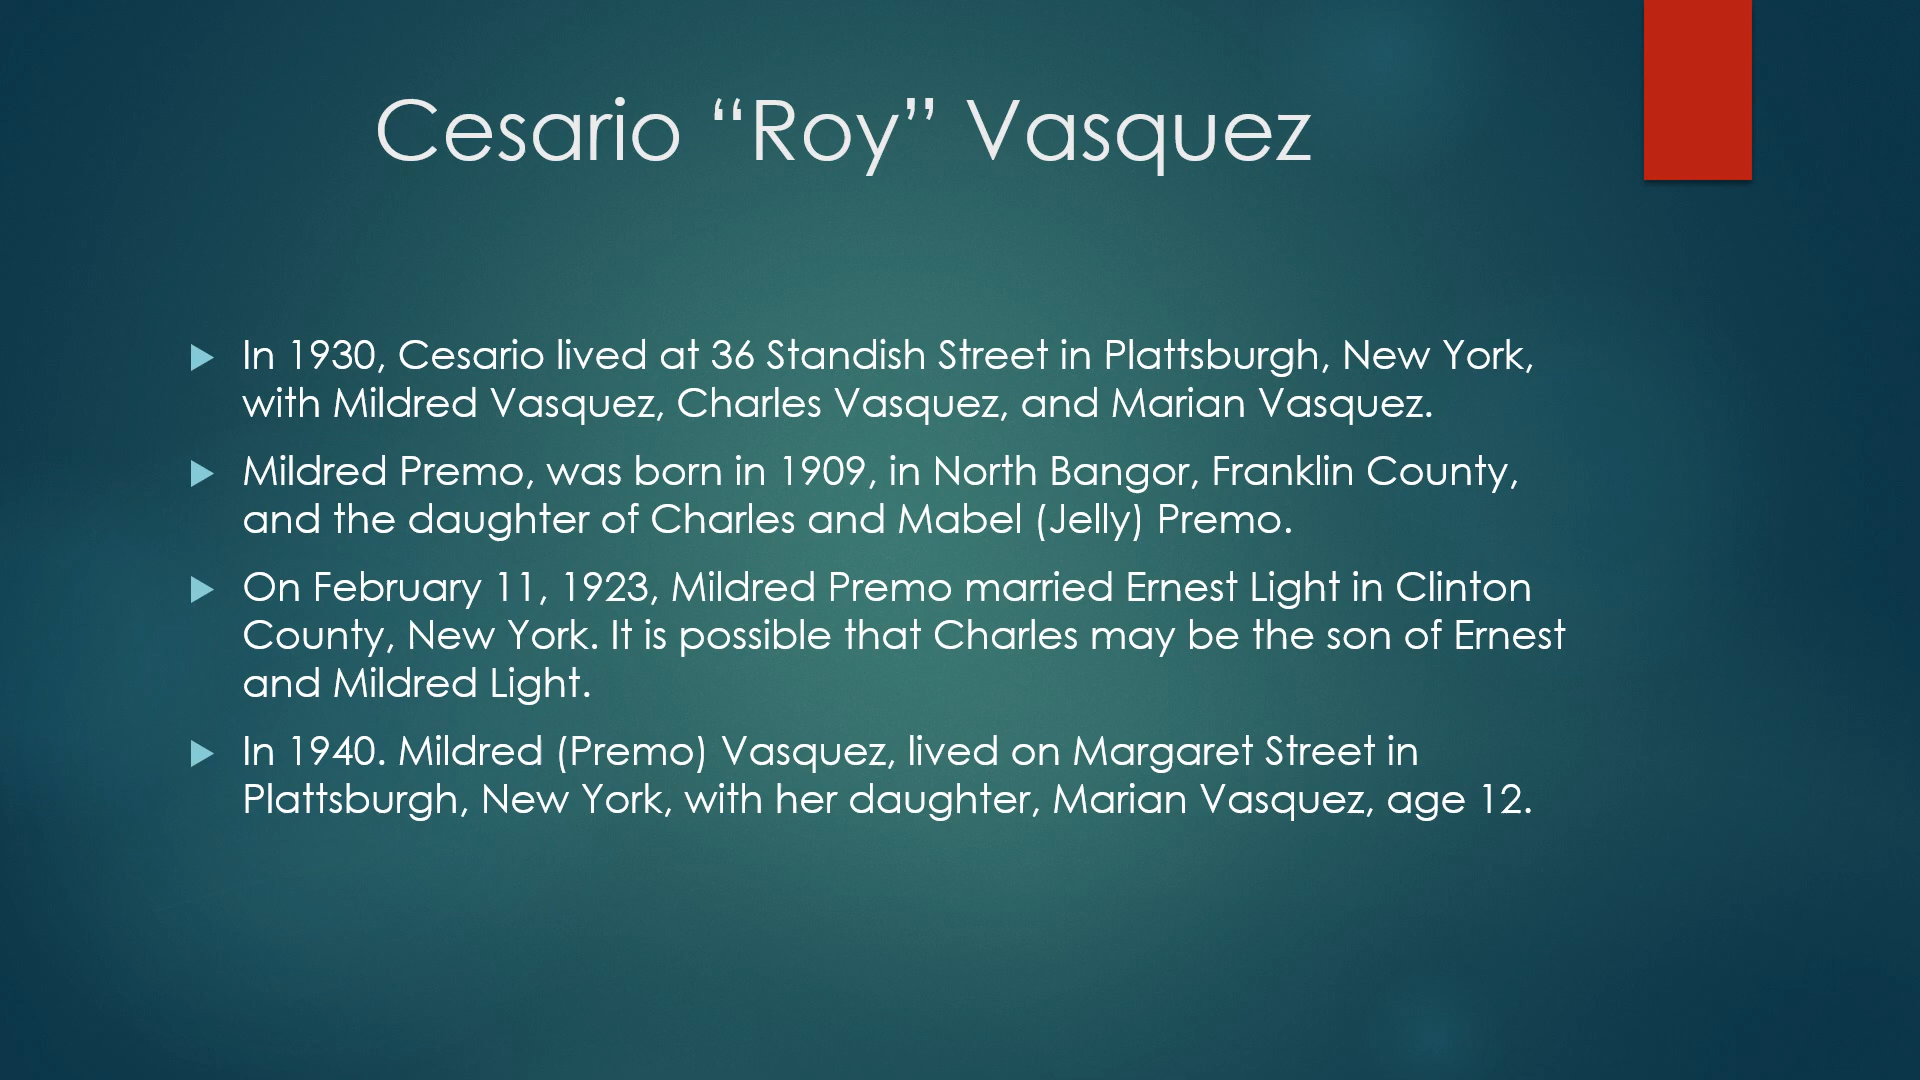 Cesario “Roy” Vasquez
In 1930, Cesario lived at 36 Standish Street in Plattsburgh, New York,
with Mildred Vasquez, Charles Vasquez, and Marian Vasquez.
Mildred Premo, was born in 1909, in North Bangor, Franklin County,
and the daughter of Charles and Mabel (Jelly) Premo.
On February 11, 1923, Mildred Premo married Ernest Light in Clinton
County, New York. It is possible that Charles may be the son of Ernest
and Mildred Light.
In 1940. Mildred (Premo) Vasquez, lived on Margaret Street in
Plattsburgh, New York, with her daughter, Marian Vasquez, age 12.